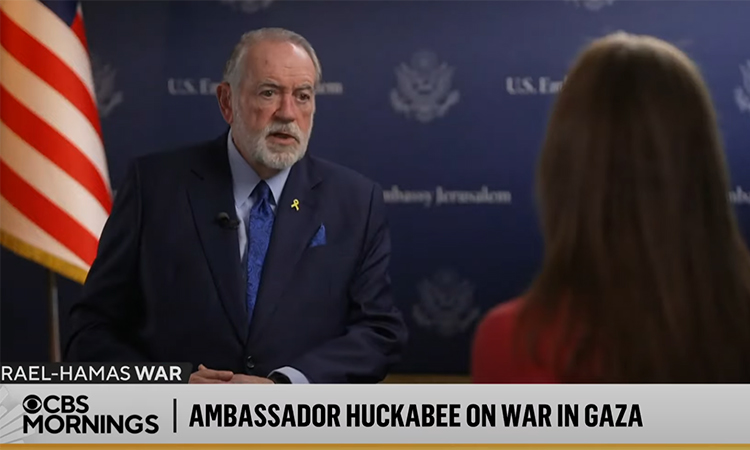 U.S. Em
U.S. Em
Embassy Jerusalem
RAEL-HAMAS WAR
CBS
MORNINGS
AMBASSADOR HUCKABEE ON WAR IN GAZA